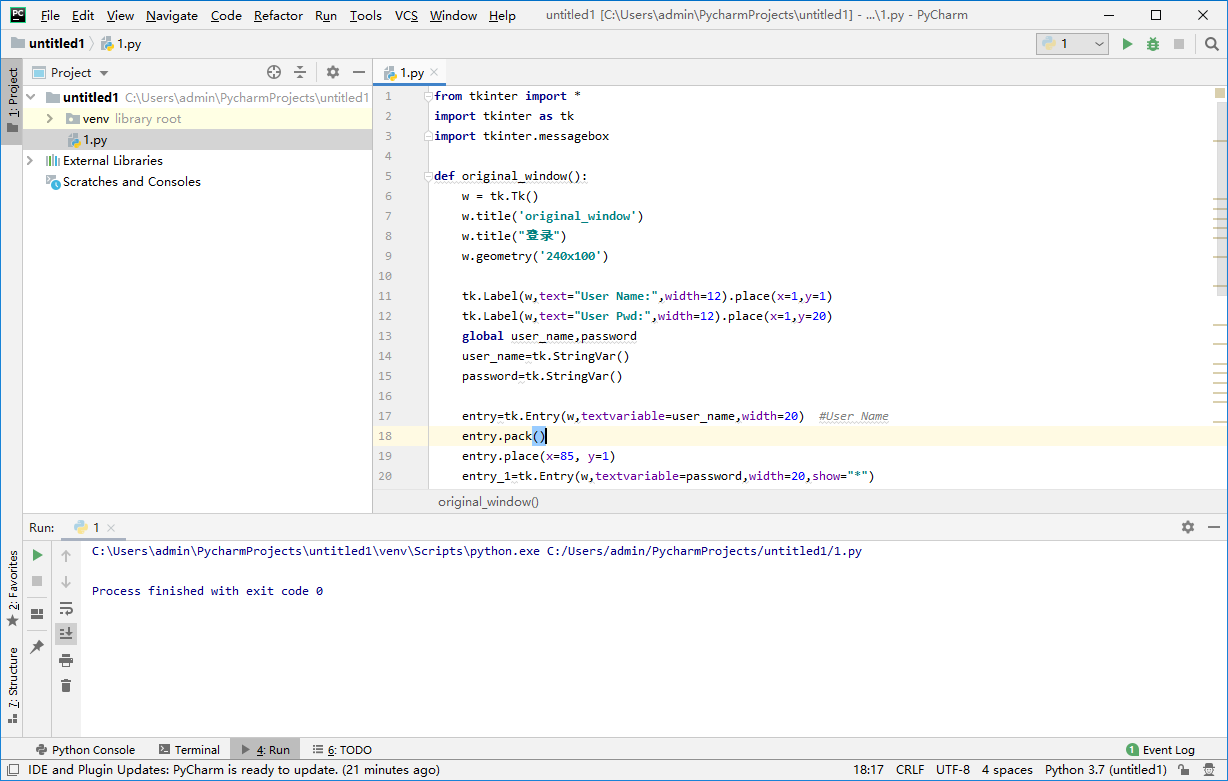 PC File Edit View Navigate Code Refactor Run Tools VCS Window Help untitled1 [C:\Users\admin\PycharmProjects\untitled1] - ...\1.py - PyCharm
untitled1 1.py 1
1: Project
Project
untitled1 C:\Users\admin\PycharmProjects\untitled1
venv library root
1.py
External Libraries
Scratches and Consoles
1.py
1 from tkinter import *
2 import tkinter as tk
3 import tkinter.messagebox
4
5 def original_window():
6 w = tk.Tk()
7 w.title('original_window')
8 w.title("登录")
9 w.geometry('240x100')
10
11 tk.Label(w,text="User Name:",width=12).place(x=1,y=1)
12 tk.Label(w,text="User Pwd:",width=12).place(x=1,y=20)
13 global user_name,password
14 user_name=tk.StringVar()
15 password=tk.StringVar()
16
17 entry=tk.Entry(w,textvariable=user_name,width=20) #User Name
18 entry.pack()
19 entry.place(x=85, y=1)
20 entry_1=tk.Entry(w,textvariable=password,width=20,show="*")
original_window()
Run: 1
C:\Users\admin\PycharmProjects\untitled1\venv\Scripts\python.exe C:/Users/admin/PycharmProjects/untitled1/1.py
Process finished with exit code 0
2: Favorites
7: Structure
Python Console Terminal 4: Run 6: TODO 1 Event Log
IDE and Plugin Updates: PyCharm is ready to update. (21 minutes ago) 18:17 CRLF UTF-8 4 spaces Python 3.7 (untitled1)